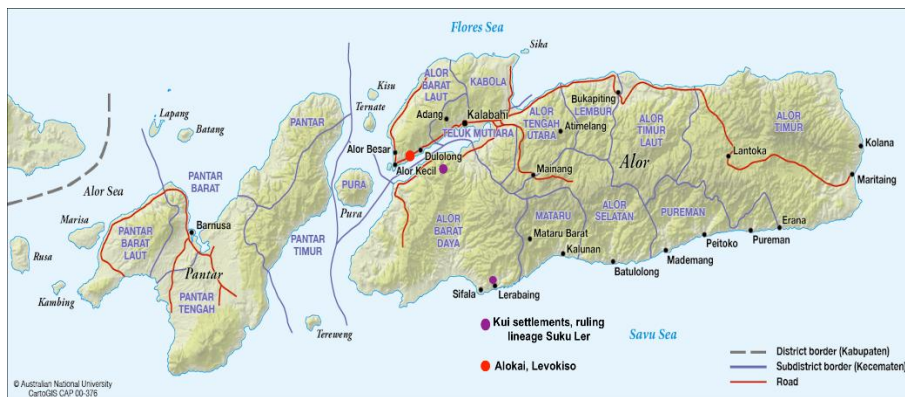 Flores Sea
Sika
Kisu
Ternate
ALOR
BARAT
LAUT
KABOLA
Adang
Kalabahi
TELUK MUTIARA
Alor Besar
Dulolong
Alor Kecil
Bukapiting
LEMBUR
ALOR
TENGAH
UTARA
Atimelang
ALOR
TIMUR
LAUT
ALOR
TIMUR
Kolana
Lantoka
Maritaing
Alor
Mainang
Lapang
Batang
PANTAR
PANTAR
BARAT
Alor Sea
Marisa
PANTAR
BARAT
LAUT
Barnusa
Rusa
Kambing
Pantar
PANTAR
TENGAH
PURA
Pura
PANTAR
TIMUR
Tereweng
ALOR
BARAT
DAYA
MATARU
Mataru Barat
ALOR
SELATAN
PUREMAN
Kalunan
Batulolong
Mademang
Peitoko
Pureman
Erana
Sifala
Lerabaing
Savu Sea
Kui settlements, ruling
lineage Suku Ler
Alokai, Levokiso
District border (Kabupaten)
Subdistrict border (Kecematen)
Road
© Australian National University
CartoGIS CAP 00-376